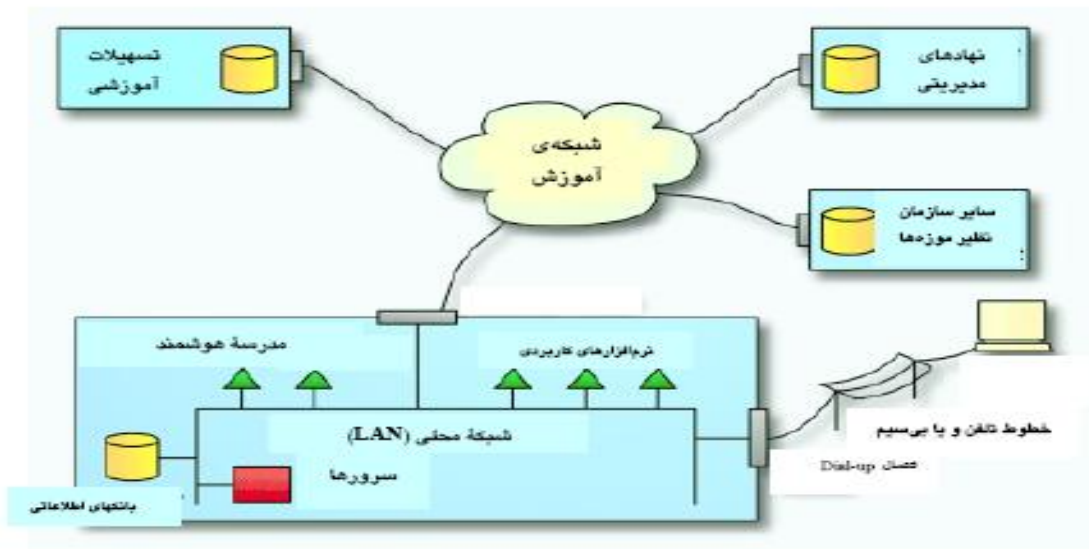 تسهیلات
آموزشی
نهادهای
مدیریتی
شبکه‌ی
آموزش
سایر سازمان
نظیر موزه‌ها
مدرسهٔ هوشمند
نرم‌افزارهای کاربردی
شبکهٔ محلی (LAN)
سرورها
بانکهای اطلاعاتی
خطوط تلفن و یا بی‌سیم
Dial-up